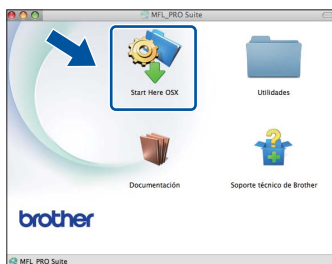 MFL_PRO Suite
Start Here OSX
Utilidades
Documentación
Soporte técnico de Brother
brother
MFL_PRO Suite